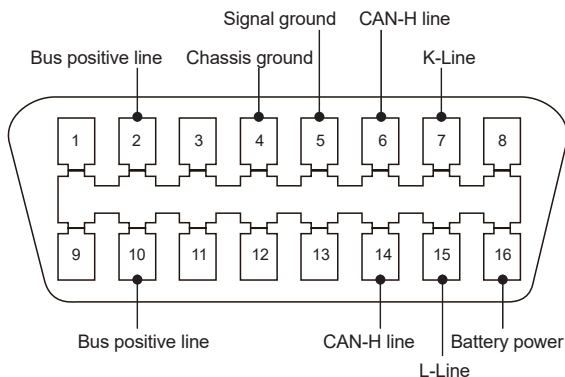 Signal ground CAN-H line
Bus positive line Chassis ground K-Line
1 2 3 4 5 6 7 8
9 10 11 12 13 14 15 16
Bus positive line CAN-H line Battery power
L-Line